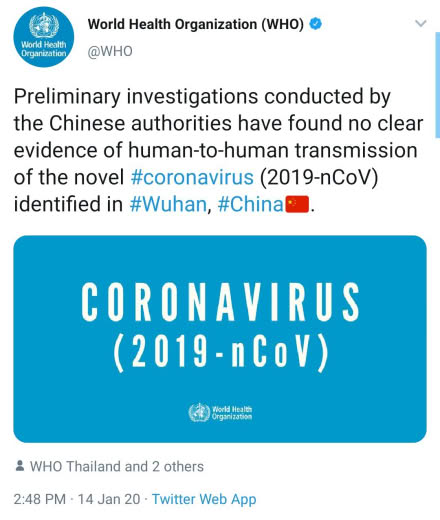 World Health Organization (WHO)
World Health
Organization
@WHO
Preliminary investigations conducted by
the Chinese authorities have found no clear
evidence of human-to-human transmission
of the novel #coronavirus (2019-nCoV)
identified in #Wuhan, #China🇨🇳.
CORONAVIRUS
(2019-nCoV)
World Health
Organization
WHO Thailand and 2 others
2:48 PM · 14 Jan 20 · Twitter Web App